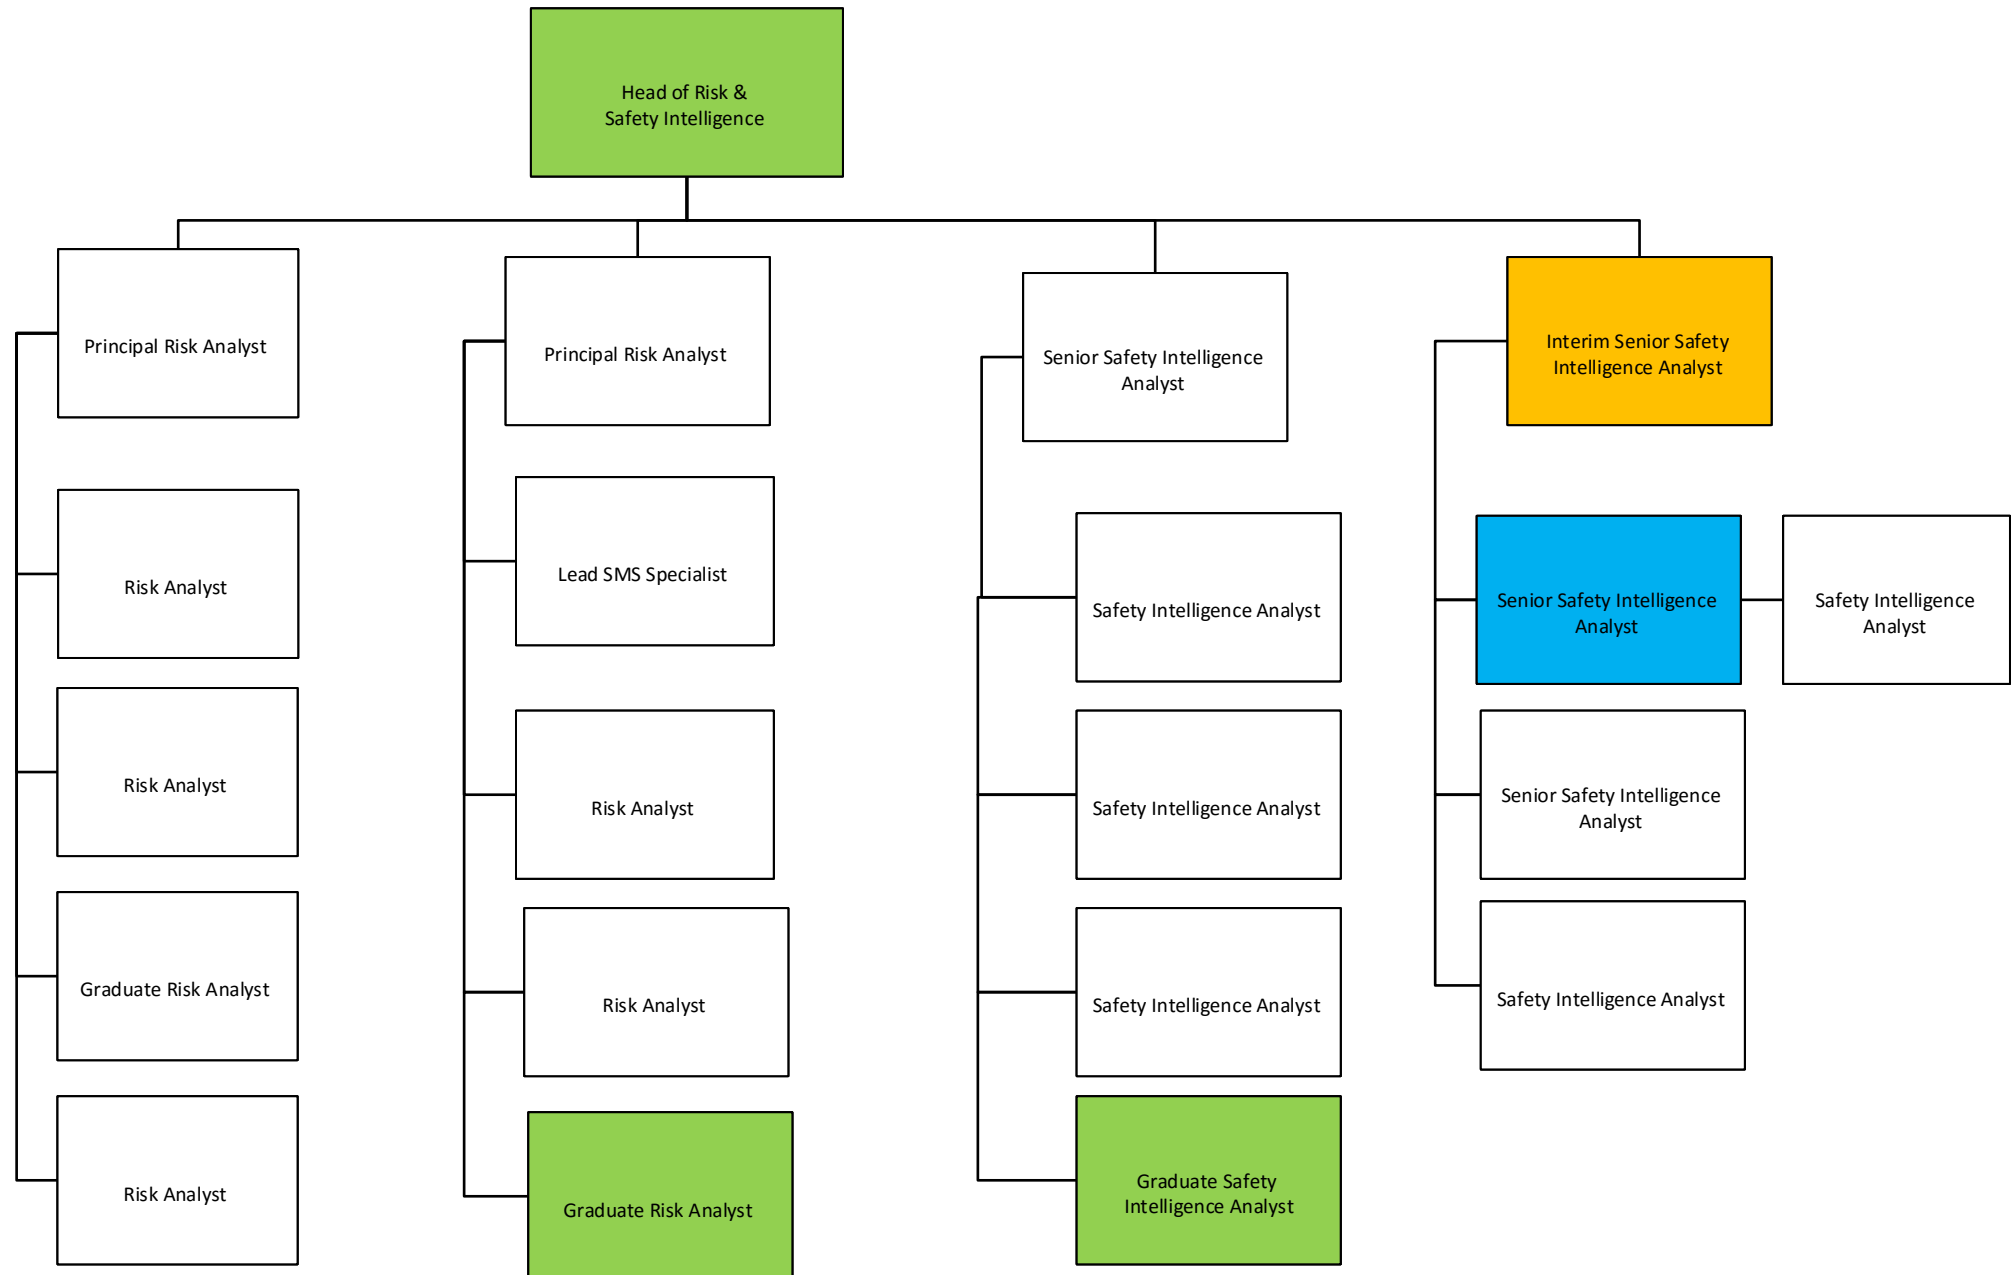 Head of Risk &
Safety Intelligence
Principal Risk Analyst
Risk Analyst
Risk Analyst
Graduate Risk Analyst
Risk Analyst
Principal Risk Analyst
Lead SMS Specialist
Risk Analyst
Risk Analyst
Graduate Risk Analyst
Senior Safety Intelligence
Analyst
Safety Intelligence Analyst
Safety Intelligence Analyst
Safety Intelligence Analyst
Graduate Safety
Intelligence Analyst
Interim Senior Safety
Intelligence Analyst
Senior Safety Intelligence
Analyst
Safety Intelligence
Analyst
Senior Safety Intelligence
Analyst
Safety Intelligence Analyst